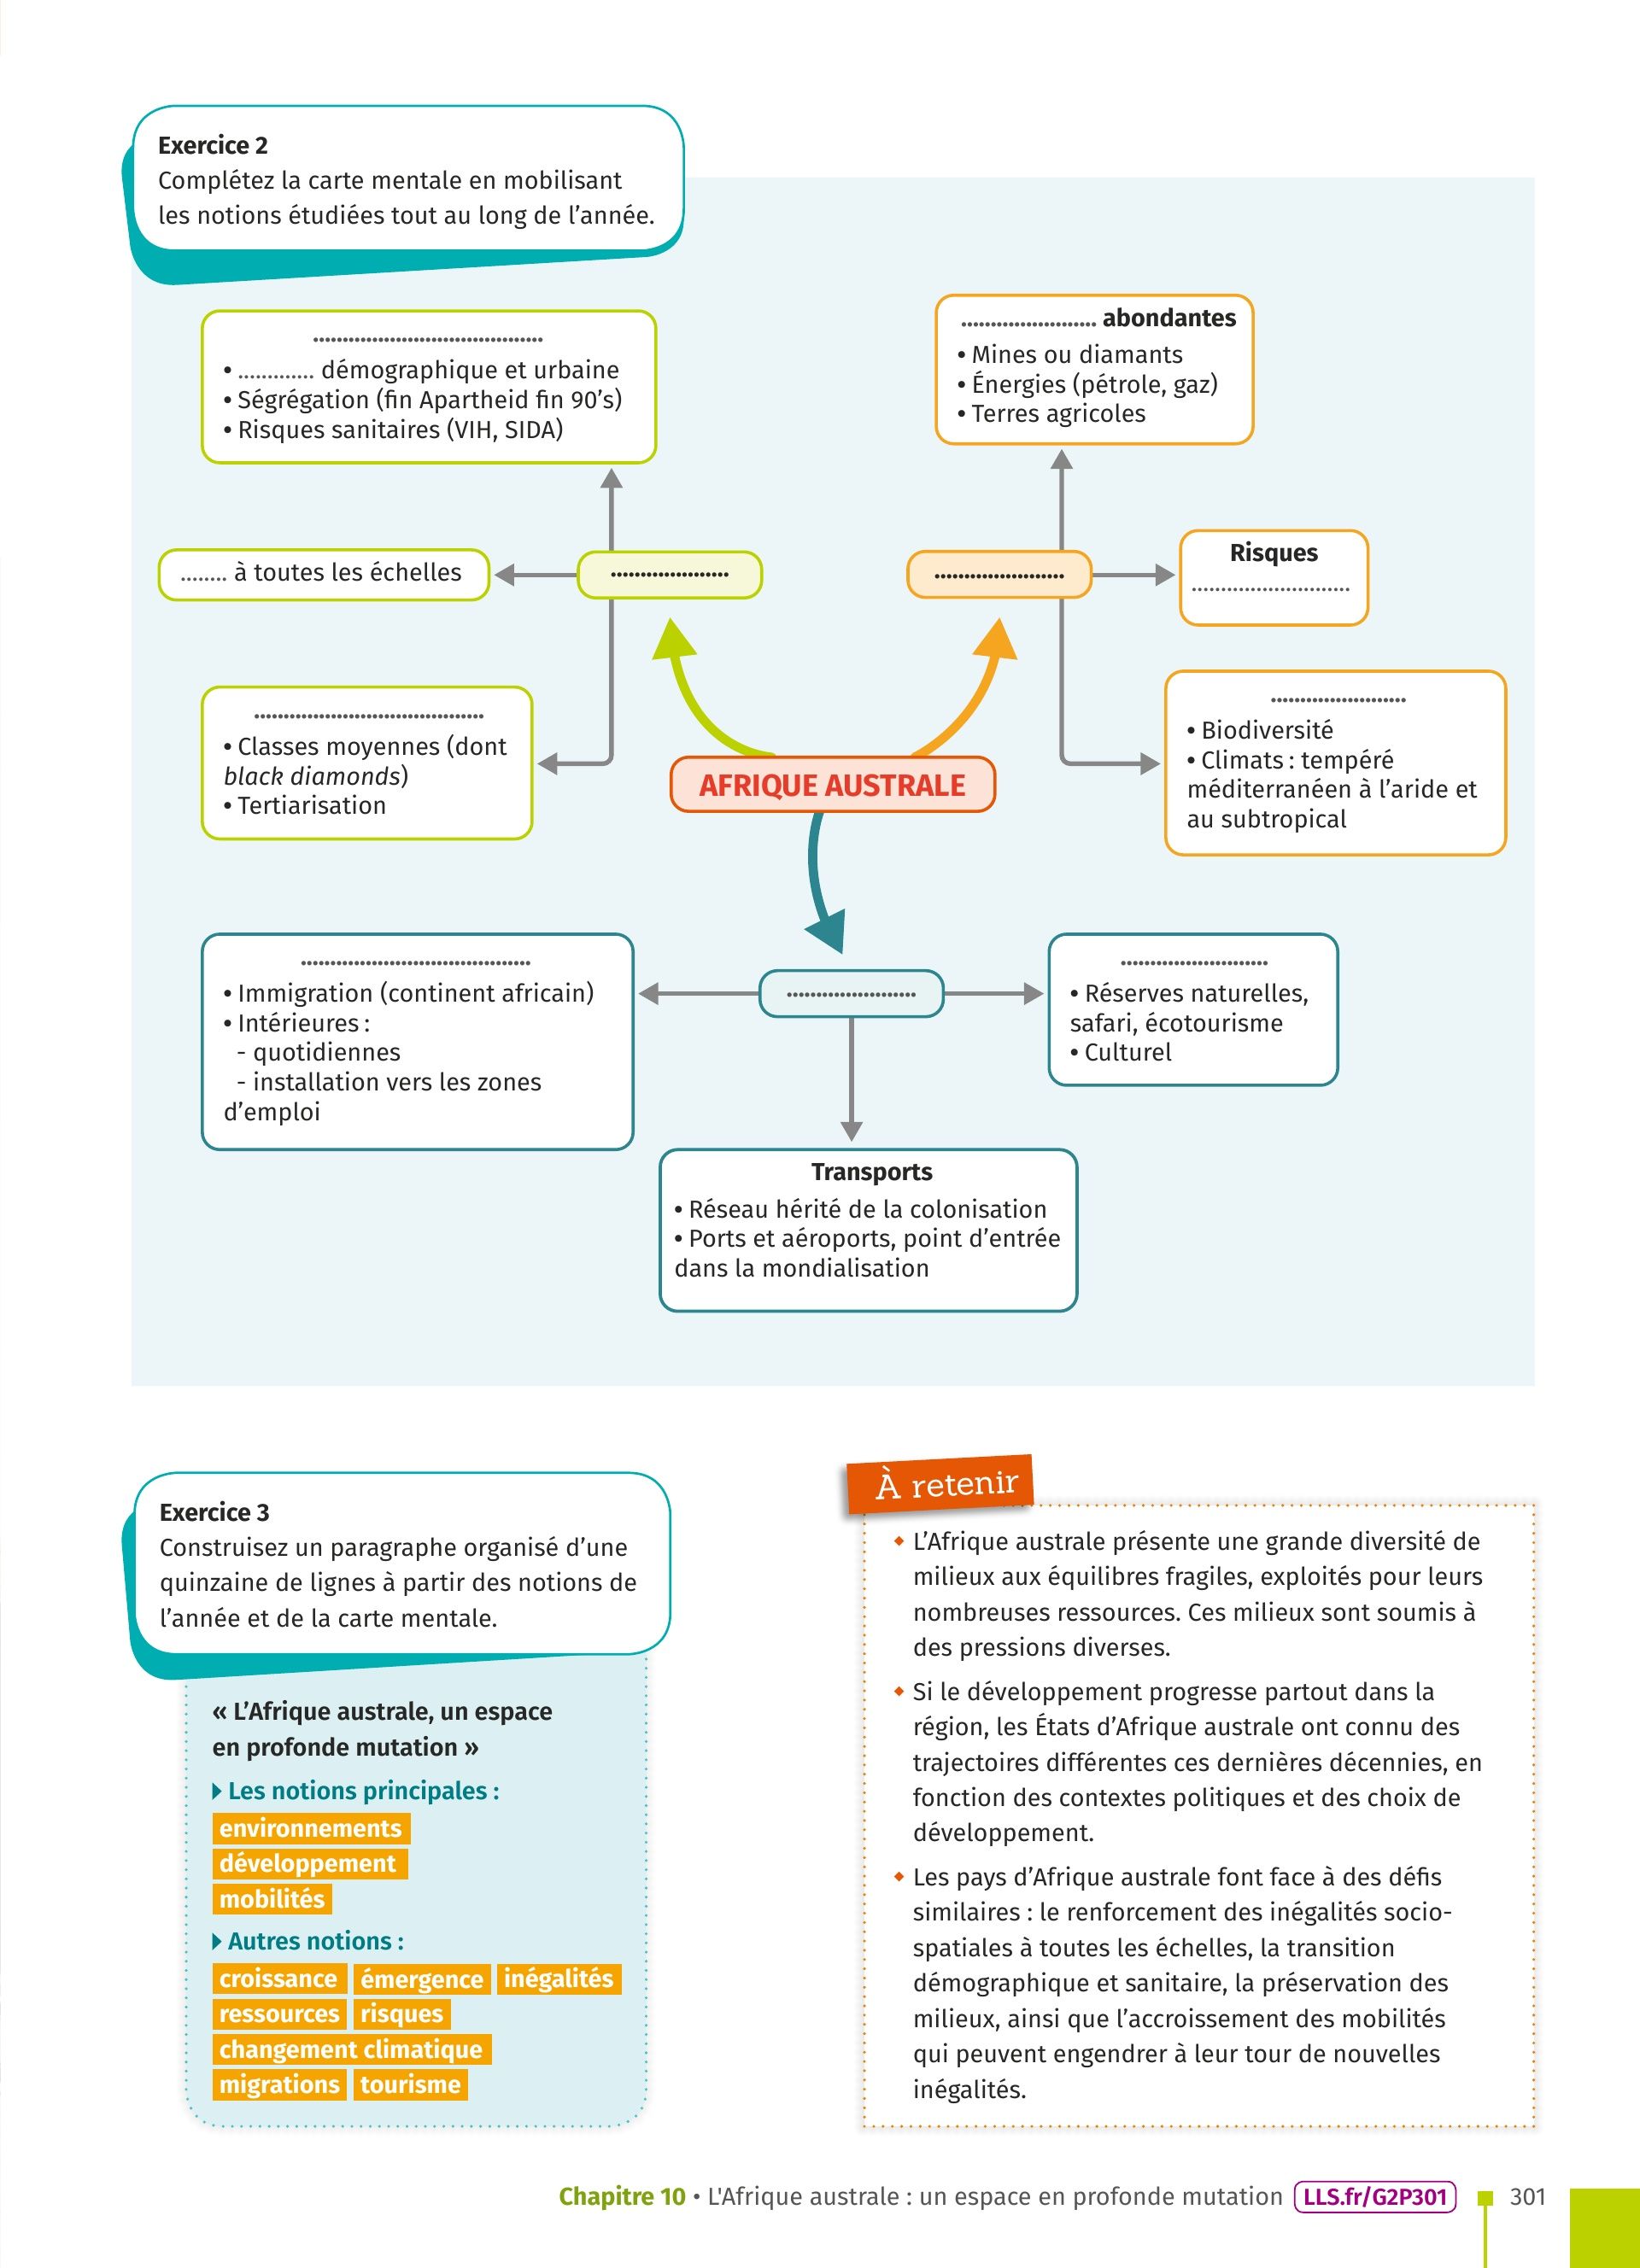 Exercice 2
Complétez la carte mentale en mobilisant
les notions étudiées tout au long de l’année.
.......................................
• ............. démographique et urbaine
• Ségrégation (fin Apartheid fin 90’s)
• Risques sanitaires (VIH, SIDA)
....................... abondantes
• Mines ou diamants
• Énergies (pétrole, gaz)
• Terres agricoles
........ à toutes les échelles
....................
......................
Risques
...........................
.......................................
• Classes moyennes (dont
black diamonds)
• Tertiarisation
.......................
• Biodiversité
• Climats : tempéré
méditerranéen à l’aride et
au subtropical
AFRIQUE AUSTRALE
.......................................
• Immigration (continent africain)
• Intérieures :
- quotidiennes
- installation vers les zones
d’emploi
......................
.........................
• Réserves naturelles,
safari, écotourisme
• Culturel
Transports
• Réseau hérité de la colonisation
• Ports et aéroports, point d’entrée
dans la mondialisation
Exercice 3
Construisez un paragraphe organisé d’une
quinzaine de lignes à partir des notions de
l’année et de la carte mentale.
« L’Afrique australe, un espace
en profonde mutation »
Les notions principales :
environnements
développement
mobilités
Autres notions :
croissance émergence inégalités
ressources risques
changement climatique
migrations tourisme
À retenir
L’Afrique australe présente une grande diversité de
milieux aux équilibres fragiles, exploités pour leurs
nombreuses ressources. Ces milieux sont soumis à
des pressions diverses.
Si le développement progresse partout dans la
région, les États d’Afrique australe ont connu des
trajectoires différentes ces dernières décennies, en
fonction des contextes politiques et des choix de
développement.
Les pays d’Afrique australe font face à des défis
similaires : le renforcement des inégalités socio-
spatiales à toutes les échelles, la transition
démographique et sanitaire, la préservation des
milieux, ainsi que l’accroissement des mobilités
qui peuvent engendrer à leur tour de nouvelles
inégalités.
Chapitre 10 • L'Afrique australe : un espace en profonde mutation LLS.fr/G2P301 301